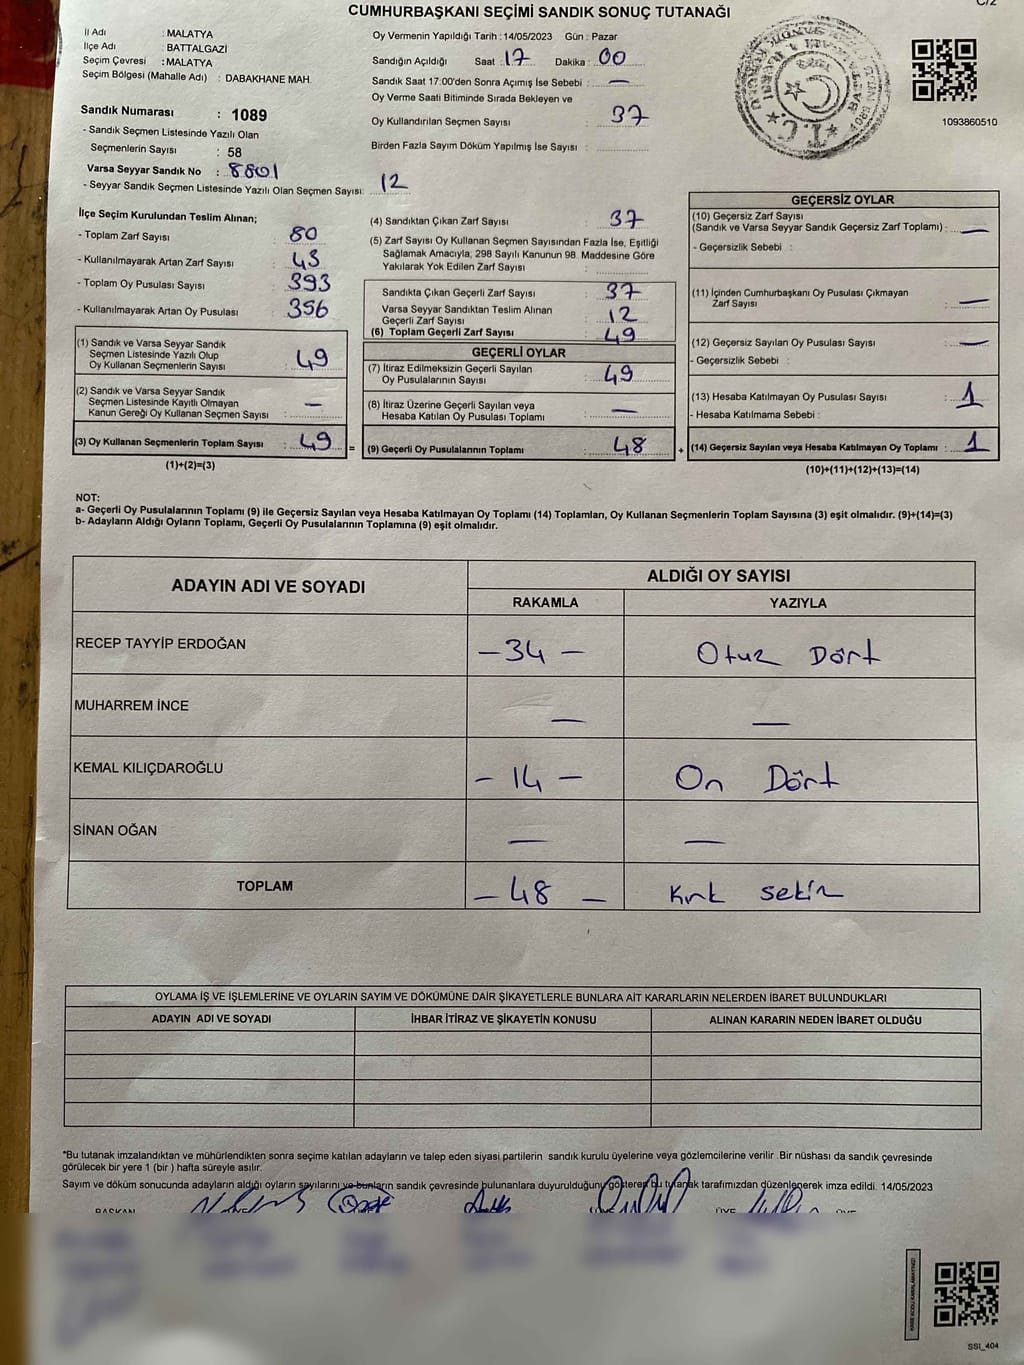 C/2
CUMHURBAŞKANI SEÇİMİ SANDIK SONUÇ TUTANAĞI
İl Adı : MALATYA
İlçe Adı : BATTALGAZİ
Seçim Çevresi : MALATYA
Seçim Bölgesi (Mahalle Adı) : DABAKHANE MAH.
Sandık Numarası : 1089
- Sandık Seçmen Listesinde Yazılı Olan
Seçmenlerin Sayısı : 58
Varsa Seyyar Sandık No : 8801
- Seyyar Sandık Seçmen Listesinde Yazılı Olan Seçmen Sayısı: 12
Oy Vermenin Yapıldığı Tarih : 14/05/2023 Gün : Pazar
Sandığın Açıldığı Saat : 17 Dakika : 00
Sandık Saat 17:00'den Sonra Açımış İse Sebebi : —
Oy Verme Saati Bitiminde Sırada Bekleyen ve
Oy Kullandırılan Seçmen Sayısı : 37
Birden Fazla Sayım Döküm Yapılmış İse Sayısı :
1093860510
İlçe Seçim Kurulundan Teslim Alınan;
- Toplam Zarf Sayısı : 80
- Kullanılmayarak Artan Zarf Sayısı : 43
- Toplam Oy Pusulası Sayısı : 393
- Kullanılmayarak Artan Oy Pusulası : 356
(1) Sandık ve Varsa Seyyar Sandık
Seçmen Listesinde Yazılı Olup
Oy Kullanan Seçmenlerin Sayısı : 49
(2) Sandık ve Varsa Seyyar Sandık
Seçmen Listesinde Kayıtlı Olmayan
Kanun Gereği Oy Kullanan Seçmen Sayısı : —
(3) Oy Kullanan Seçmenlerin Toplam Sayısı : 49 =
(1)+(2)=(3)
(4) Sandıktan Çıkan Zarf Sayısı : 37
(5) Zarf Sayısı Oy Kullanan Seçmen Sayısından Fazla İse, Eşitliği
Sağlamak Amacıyla; 298 Sayılı Kanunun 98. Maddesine Göre
Yakılarak Yok Edilen Zarf Sayısı :
Sandıkta Çıkan Geçerli Zarf Sayısı : 37
Varsa Seyyar Sandıktan Teslim Alınan
Geçerli Zarf Sayısı : 12
(6) Toplam Geçerli Zarf Sayısı : 49
GEÇERLİ OYLAR
(7) İtiraz Edilmeksizin Geçerli Sayılan
Oy Pusulalarının Sayısı : 49
(8) İtiraz Üzerine Geçerli Sayılan veya
Hesaba Katılan Oy Pusulası Toplamı : —
(9) Geçerli Oy Pusulalarının Toplamı : 48 +
GEÇERSİZ OYLAR
(10) Geçersiz Zarf Sayısı
(Sandık ve Varsa Seyyar Sandık Geçersiz Zarf Toplamı) : —
- Geçersizlik Sebebi :
(11) İçinden Cumhurbaşkanı Oy Pusulası Çıkmayan
Zarf Sayısı : —
(12) Geçersiz Sayılan Oy Pusulası Sayısı : —
- Geçersizlik Sebebi :
(13) Hesaba Katılmayan Oy Pusulası Sayısı : 1
- Hesaba Katılmama Sebebi :
(14) Geçersiz Sayılan veya Hesaba Katılmayan Oy Toplamı : 1
(10)+(11)+(12)+(13)=(14)
NOT:
a- Geçerli Oy Pusulalarının Toplamı (9) ile Geçersiz Sayılan veya Hesaba Katılmayan Oy Toplamı (14) Toplamları, Oy Kullanan Seçmenlerin Toplam Sayısına (3) eşit olmalıdır. (9)+(14)=(3)
b- Adayların Aldığı Oyların Toplamı, Geçerli Oy Pusulalarının Toplamına (9) eşit olmalıdır.
ADAYIN ADI VE SOYADI
ALDIĞI OY SAYISI
RAKAMLA YAZIYLA
RECEP TAYYİP ERDOĞAN – 34 – Otuz Dört
MUHARREM İNCE — —
KEMAL KILIÇDAROĞLU – 14 – On Dört
SİNAN OĞAN — —
TOPLAM – 48 – Kırk sekiz
OYLAMA İŞ VE İŞLEMLERİNE VE OYLARIN SAYIM VE DÖKÜMÜNE DAİR ŞİKAYETLERLE BUNLARA AİT KARARLARIN NELERDEN İBARET BULUNDUKLARI
ADAYIN ADI VE SOYADI İHBAR İTİRAZ VE ŞİKAYETİN KONUSU ALINAN KARARIN NEDEN İBARET OLDUĞU
*Bu tutanak imzalandıktan ve mühürlendikten sonra seçime katılan adayların ve talep eden siyasi partilerin sandık kurulu üyelerine veya gözlemcilerine verilir. Bir nüshası da sandık çevresinde
görülecek bir yere 1 (bir ) hafta süreyle asılır.
Sayım ve döküm sonucunda adayların aldığı oyların sayılarını ve bunların sandık çevresinde bulunanlara duyurulduğunu gösteren bu tutanak tarafımızdan düzenlenerek imza edildi. 14/05/2023
BAŞKAN ÜYE ÜYE ÜYE
SSI_404